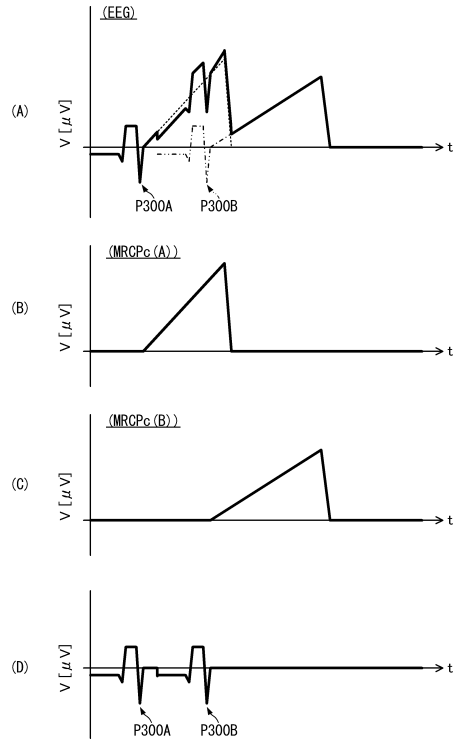 (EEG)
(A)
V [μV]
t
P300A
P300B
(MRCPc(A))
(B)
V [μV]
t
(MRCPc(B))
(C)
V [μV]
t
(D)
V [μV]
t
P300A
P300B